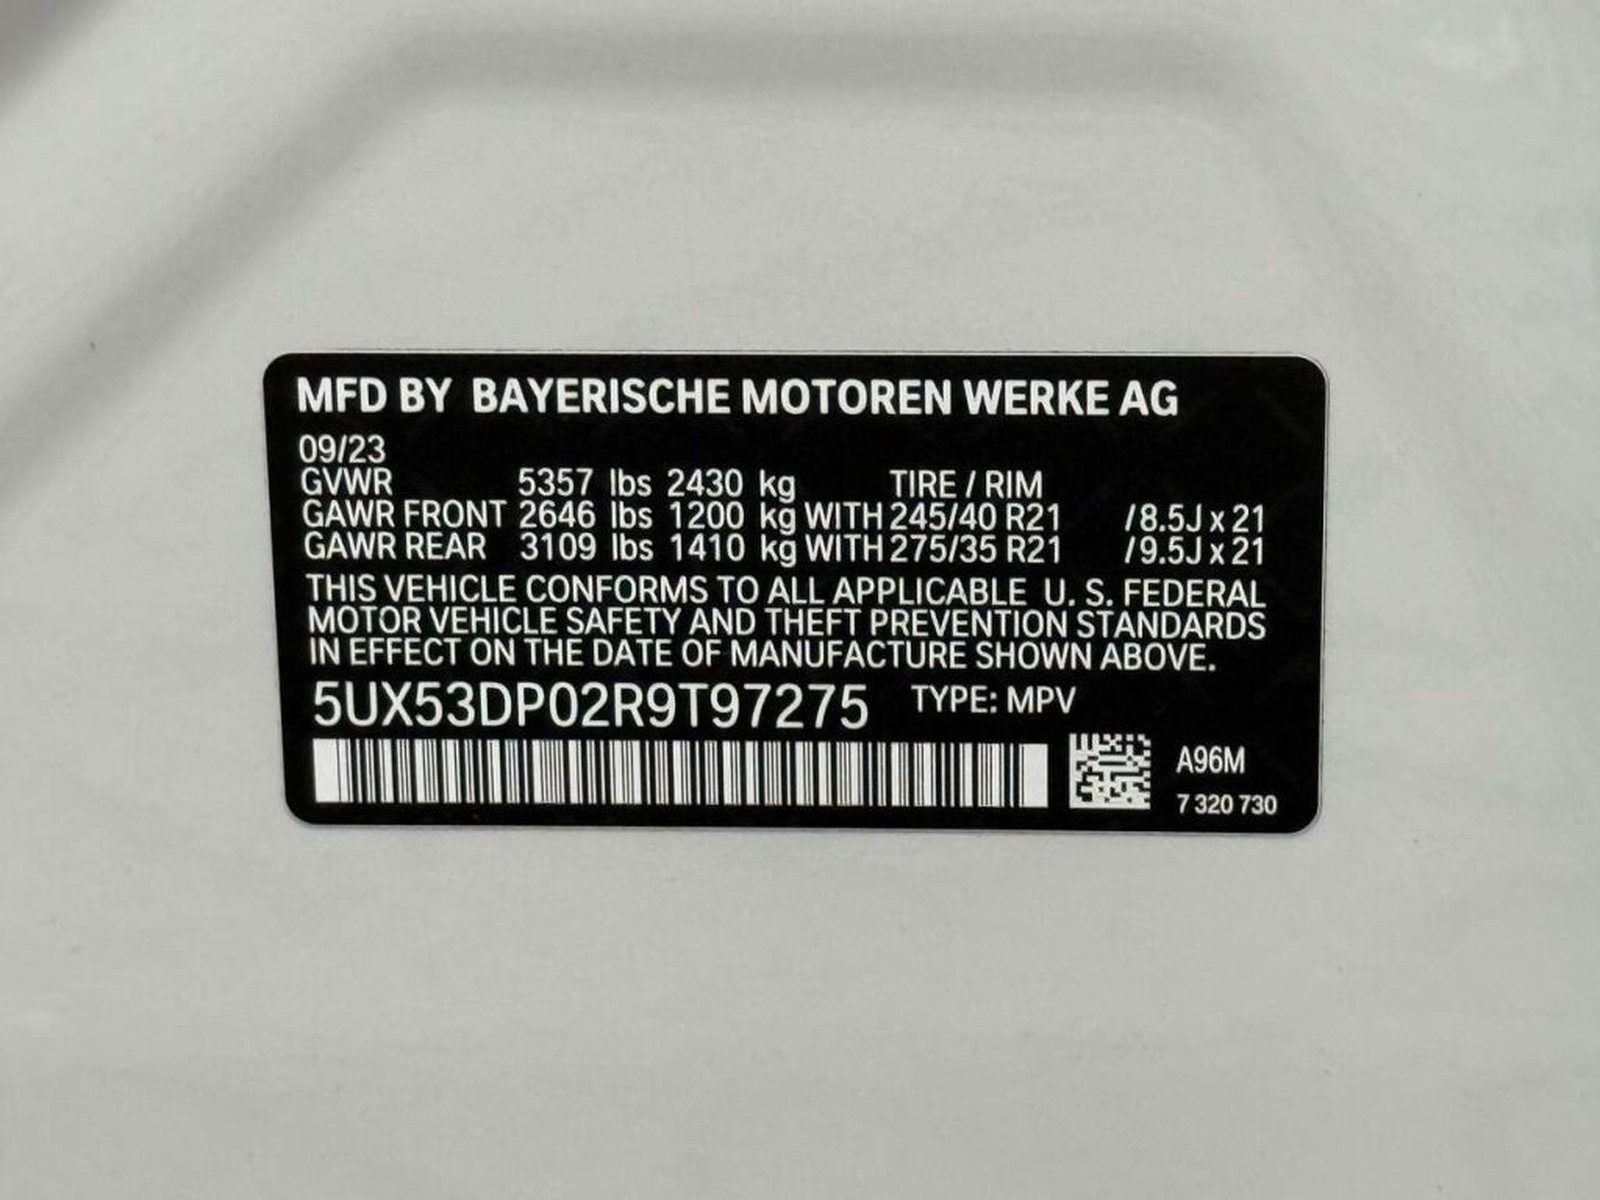 MFD BY BAYERISCHE MOTOREN WERKE AG
09/23
GVWR 5357 lbs 2430 kg TIRE / RIM
GAWR FRONT 2646 lbs 1200 kg WITH 245/40 R21 /8.5J x 21
GAWR REAR 3109 lbs 1410 kg WITH 275/35 R21 /9.5J x 21
THIS VEHICLE CONFORMS TO ALL APPLICABLE U. S. FEDERAL
MOTOR VEHICLE SAFETY AND THEFT PREVENTION STANDARDS
IN EFFECT ON THE DATE OF MANUFACTURE SHOWN ABOVE.
5UX53DP02R9T97275 TYPE: MPV
A96M
7 320 730